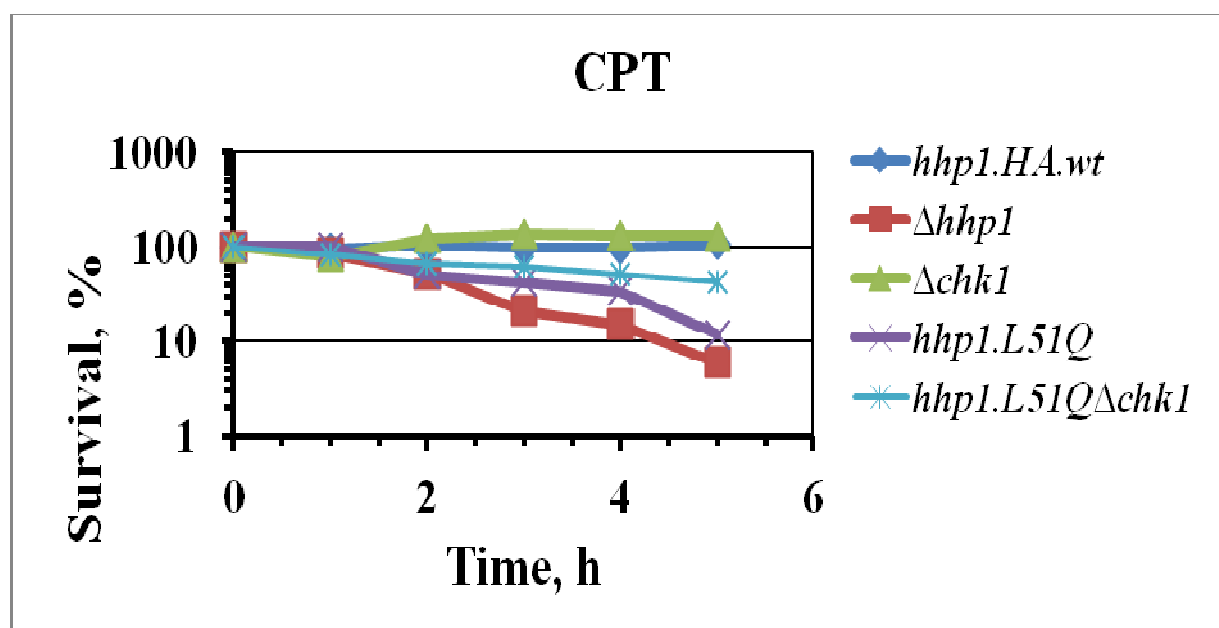 CPT
1000
100
10
1
Survival, %
0 2 4 6
Time, h
hhp1.HA.wt
Δhhp1
Δchk1
hhp1.L51Q
hhp1.L51QΔchk1